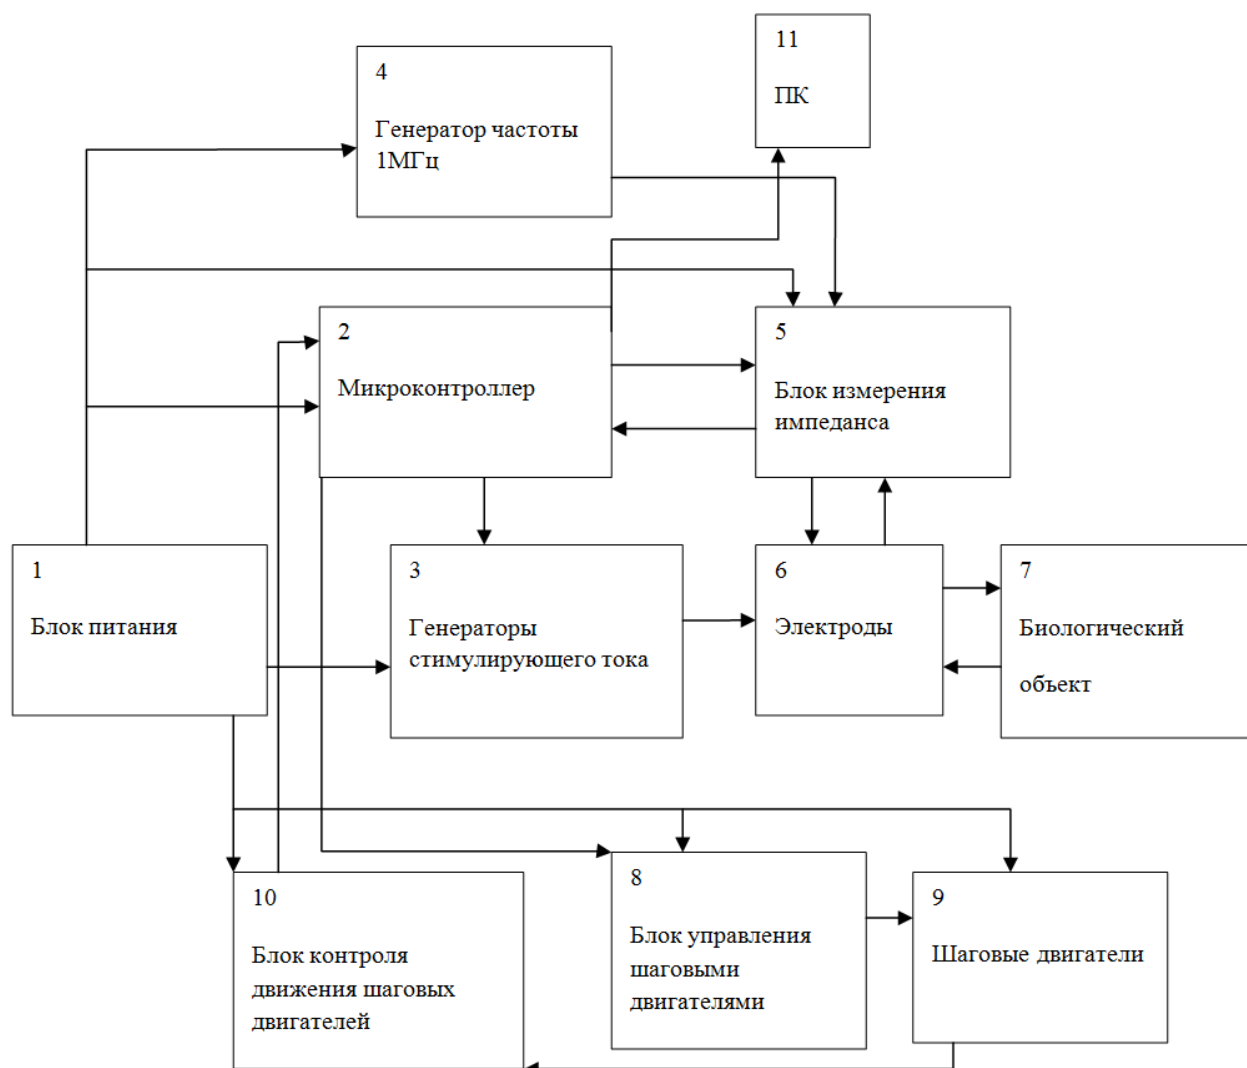 11
ПК
4
Генератор частоты
1МГц
2
Микроконтроллер
5
Блок измерения
импеданса
1
Блок питания
3
Генераторы
стимулирующего тока
6
Электроды
7
Биологический
объект
10
Блок контроля
движения шаговых
двигателей
8
Блок управления
шаговыми
двигателями
9
Шаговые двигатели